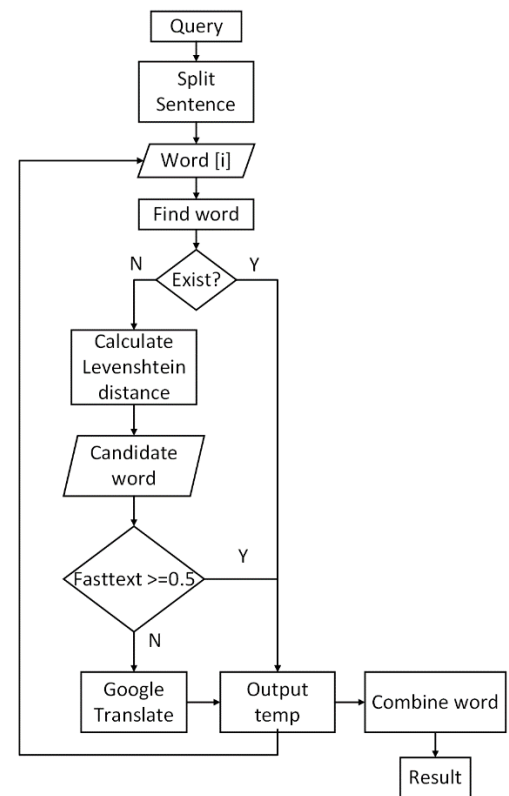 Query
Split
Sentence
Word [i]
Find word
N
Y
Exist?
Calculate
Levenshtein
distance
Candidate
word
Y
Fasttext >=0.5
N
Google
Translate
Output
temp
Combine word
Result